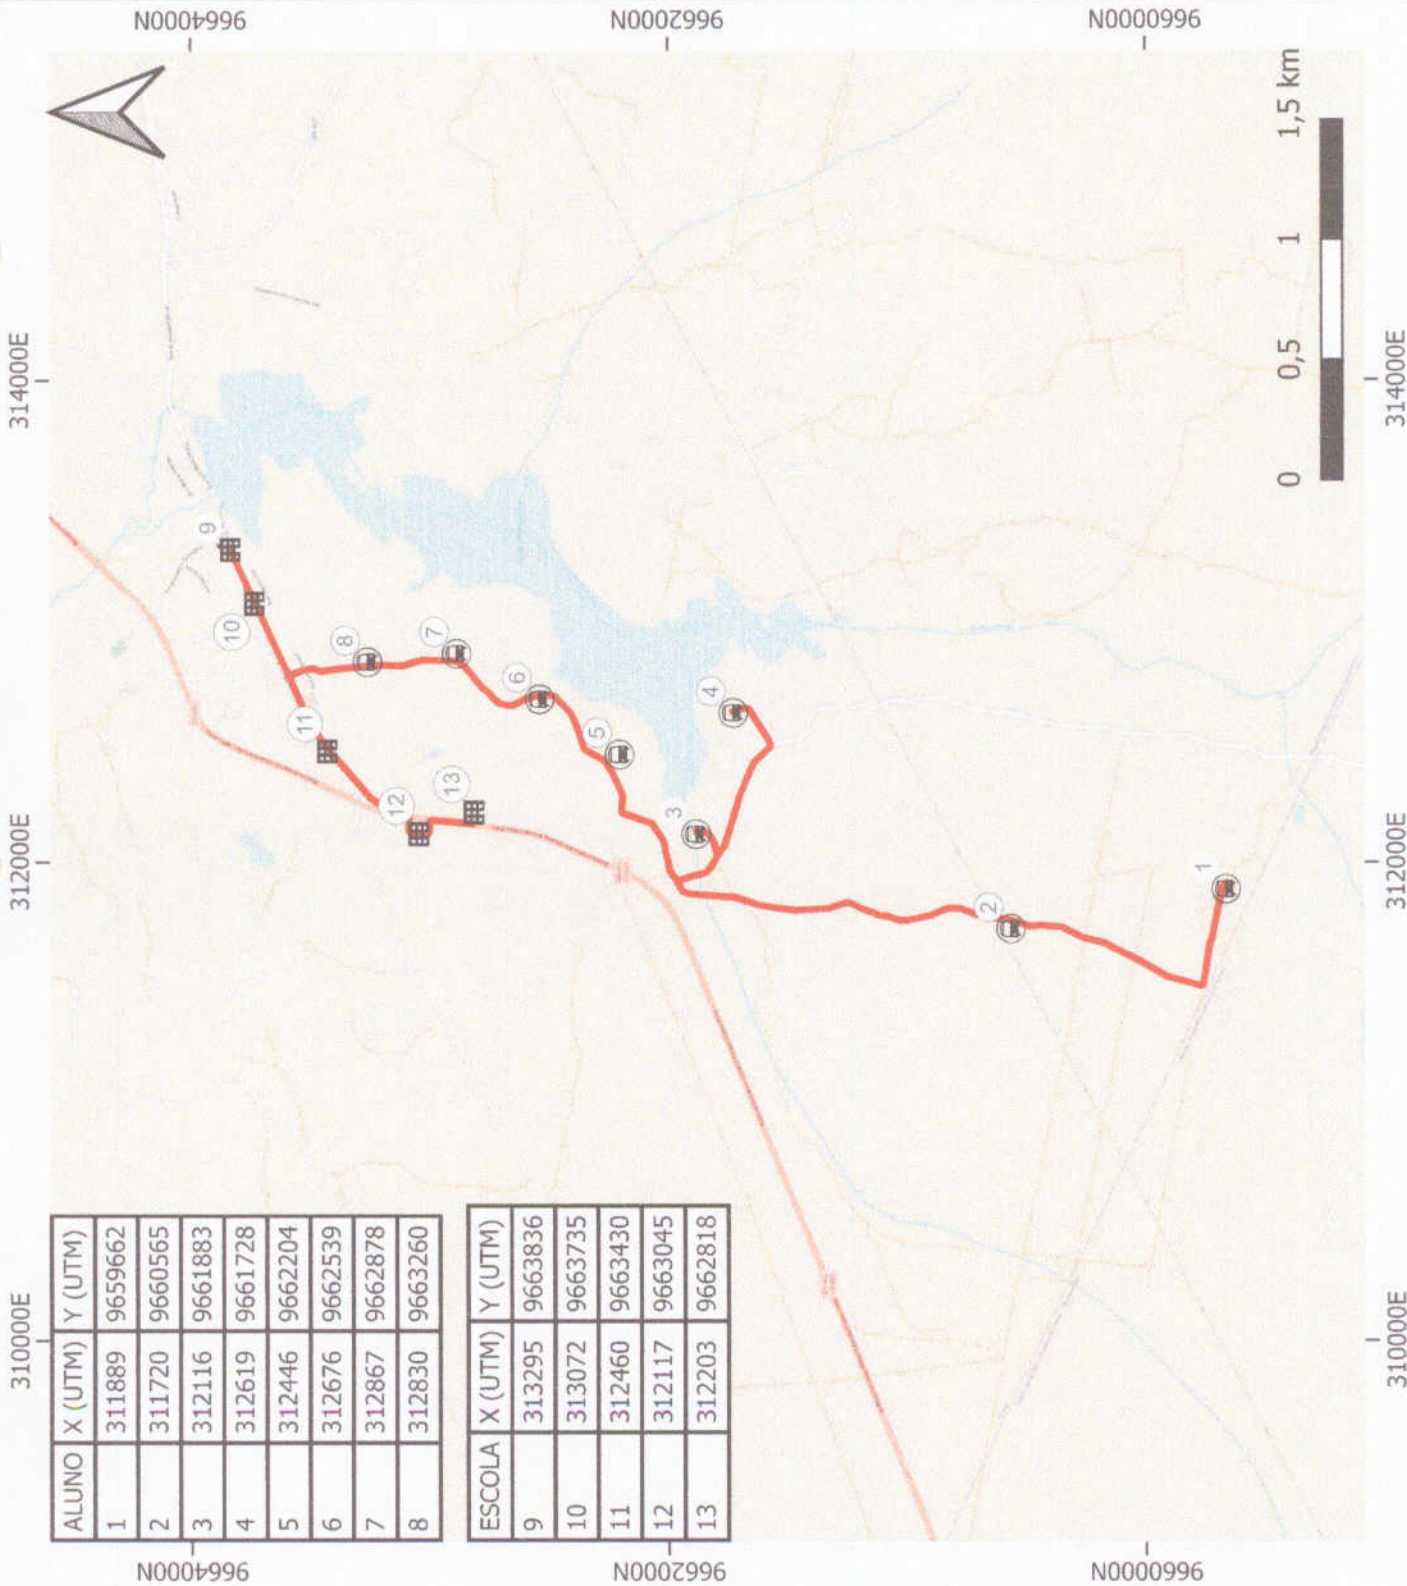 310000E 312000E 314000E
9664000N 9664000N
ALUNO X (UTM) Y (UTM)
1 311889 9659662
2 311720 9660565
3 312116 9661883
4 312619 9661728
5 312446 9662204
6 312676 9662539
7 312867 9662878
8 312830 9663260
ESCOLA X (UTM) Y (UTM)
9 313295 9663836
10 313072 9663735
11 312460 9663430
12 312117 9663045
13 312203 9662818
9
10
11
8
12
7
13
6
5
9662000N 9662000N
3
4
2
9660000N 9660000N
1
0 0,5 1 1,5 km
310000E 312000E 314000E